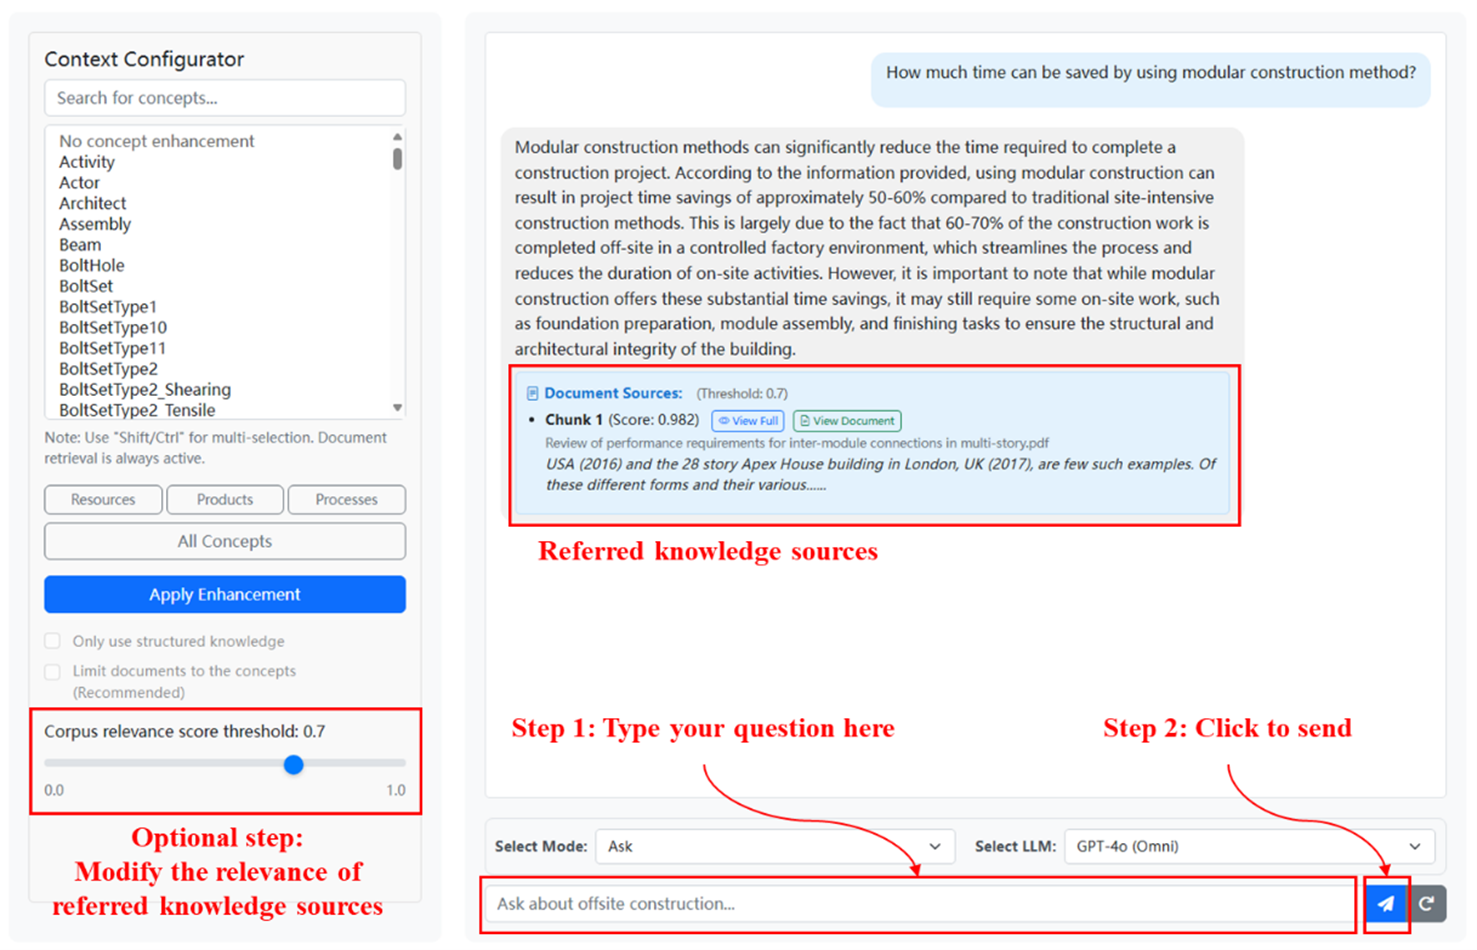 Context Configurator
Search for concepts...
No concept enhancement
Activity
Actor
Architect
Assembly
Beam
BoltHole
BoltSet
BoltSetType1
BoltSetType10
BoltSetType11
BoltSetType2
BoltSetType2_Shearing
BoltSetType2 Tensile
Note: Use "Shift/Ctrl" for multi-selection. Document
retrieval is always active.
Resources
Products
Processes
All Concepts
Apply Enhancement
Only use structured knowledge
Limit documents to the concepts
(Recommended)
Corpus relevance score threshold: 0.7
0.0
1.0
Optional step:
Modify the relevance of
referred knowledge sources
How much time can be saved by using modular construction method?
Modular construction methods can significantly reduce the time required to complete a
construction project. According to the information provided, using modular construction can
result in project time savings of approximately 50-60% compared to traditional site-intensive
construction methods. This is largely due to the fact that 60-70% of the construction work is
completed off-site in a controlled factory environment, which streamlines the process and
reduces the duration of on-site activities. However, it is important to note that while modular
construction offers these substantial time savings, it may still require some on-site work, such
as foundation preparation, module assembly, and finishing tasks to ensure the structural and
architectural integrity of the building.
Document Sources: (Threshold: 0.7)
• Chunk 1 (Score: 0.982) View Full View Document
Review of performance requirements for inter-module connections in multi-story.pdf
USA (2016) and the 28 story Apex House building in London, UK (2017), are few such examples. Of
these different forms and their various......
Referred knowledge sources
Step 1: Type your question here
Step 2: Click to send
Select Mode: Ask
Select LLM: GPT-4o (Omni)
Ask about offsite construction...